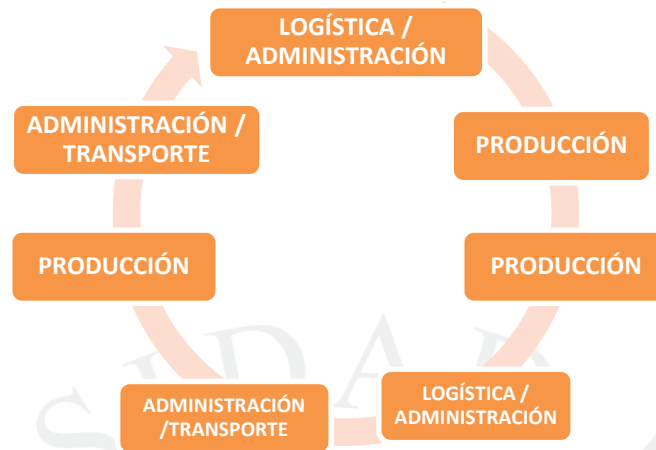 LOGÍSTICA /
ADMINISTRACIÓN
PRODUCCIÓN
PRODUCCIÓN
LOGÍSTICA /
ADMINISTRACIÓN
ADMINISTRACIÓN
/TRANSPORTE
PRODUCCIÓN
ADMINISTRACIÓN /
TRANSPORTE